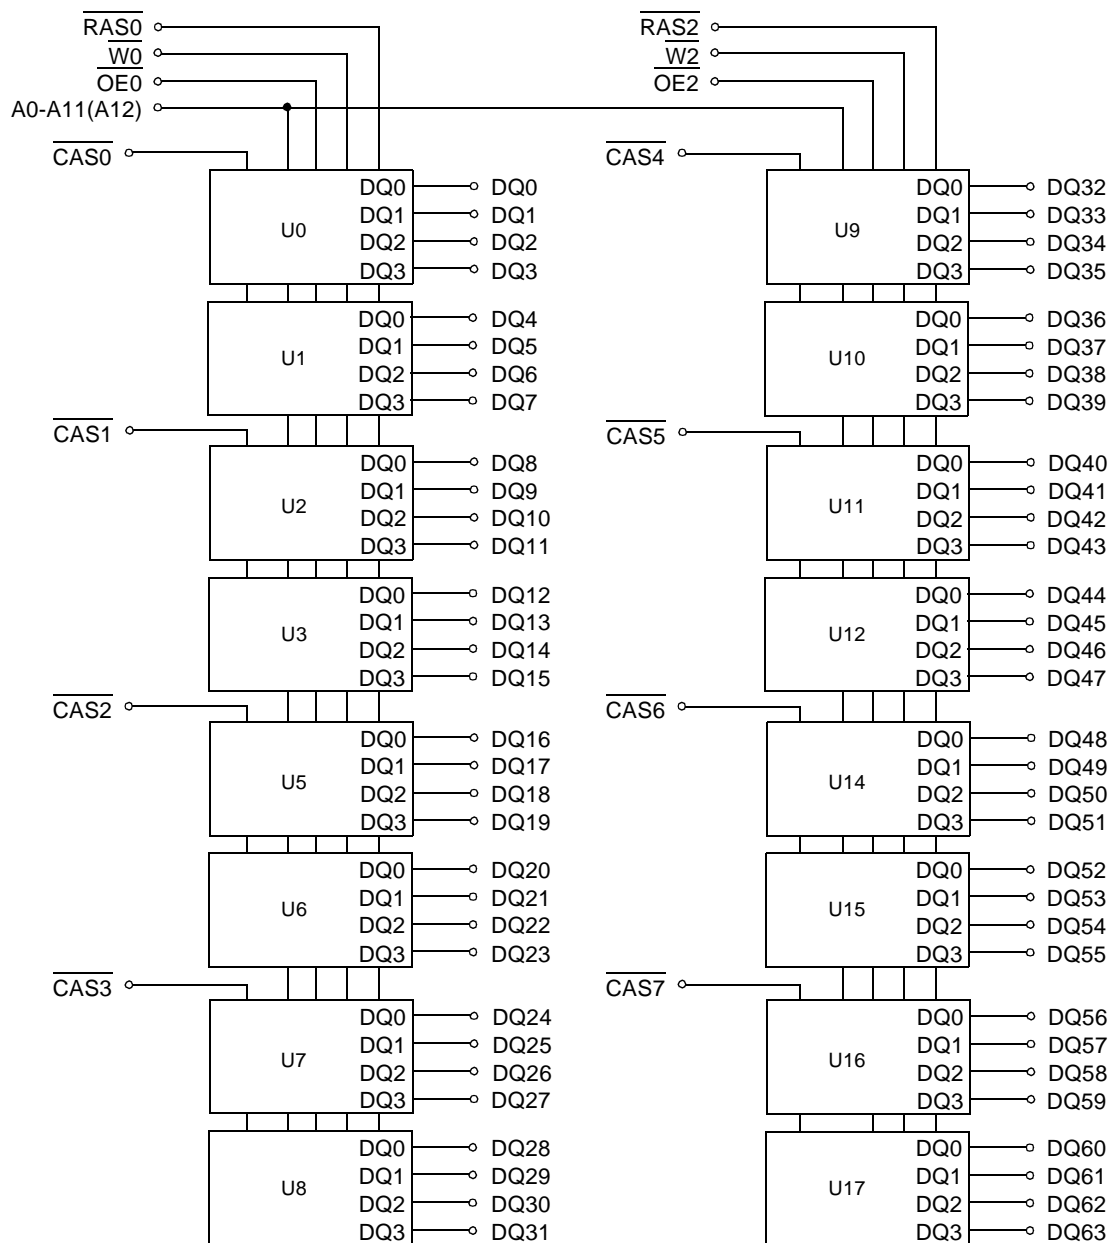 RAS0 RAS2
W0 W2
OE0 OE2
A0-A11(A12)
CAS0 CAS4
DQ0 DQ0 DQ0 DQ32
DQ1 DQ1 DQ1 DQ33
U0 U9
DQ2 DQ2 DQ2 DQ34
DQ3 DQ3 DQ3 DQ35
DQ0 DQ4 DQ0 DQ36
DQ1 DQ5 DQ1 DQ37
U1 U10
DQ2 DQ6 DQ2 DQ38
DQ3 DQ7 DQ3 DQ39
CAS1 CAS5
DQ0 DQ8 DQ0 DQ40
DQ1 DQ9 DQ1 DQ41
U2 U11
DQ2 DQ10 DQ2 DQ42
DQ3 DQ11 DQ3 DQ43
DQ0 DQ12 DQ0 DQ44
DQ1 DQ13 DQ1 DQ45
U3 U12
DQ2 DQ14 DQ2 DQ46
DQ3 DQ15 DQ3 DQ47
CAS2 CAS6
DQ0 DQ16 DQ0 DQ48
DQ1 DQ17 DQ1 DQ49
U5 U14
DQ2 DQ18 DQ2 DQ50
DQ3 DQ19 DQ3 DQ51
DQ0 DQ20 DQ0 DQ52
DQ1 DQ21 DQ1 DQ53
U6 U15
DQ2 DQ22 DQ2 DQ54
DQ3 DQ23 DQ3 DQ55
CAS3 CAS7
DQ0 DQ24 DQ0 DQ56
DQ1 DQ25 DQ1 DQ57
U7 U16
DQ2 DQ26 DQ2 DQ58
DQ3 DQ27 DQ3 DQ59
DQ0 DQ28 DQ0 DQ60
DQ1 DQ29 DQ1 DQ61
U8 U17
DQ2 DQ30 DQ2 DQ62
DQ3 DQ31 DQ3 DQ63